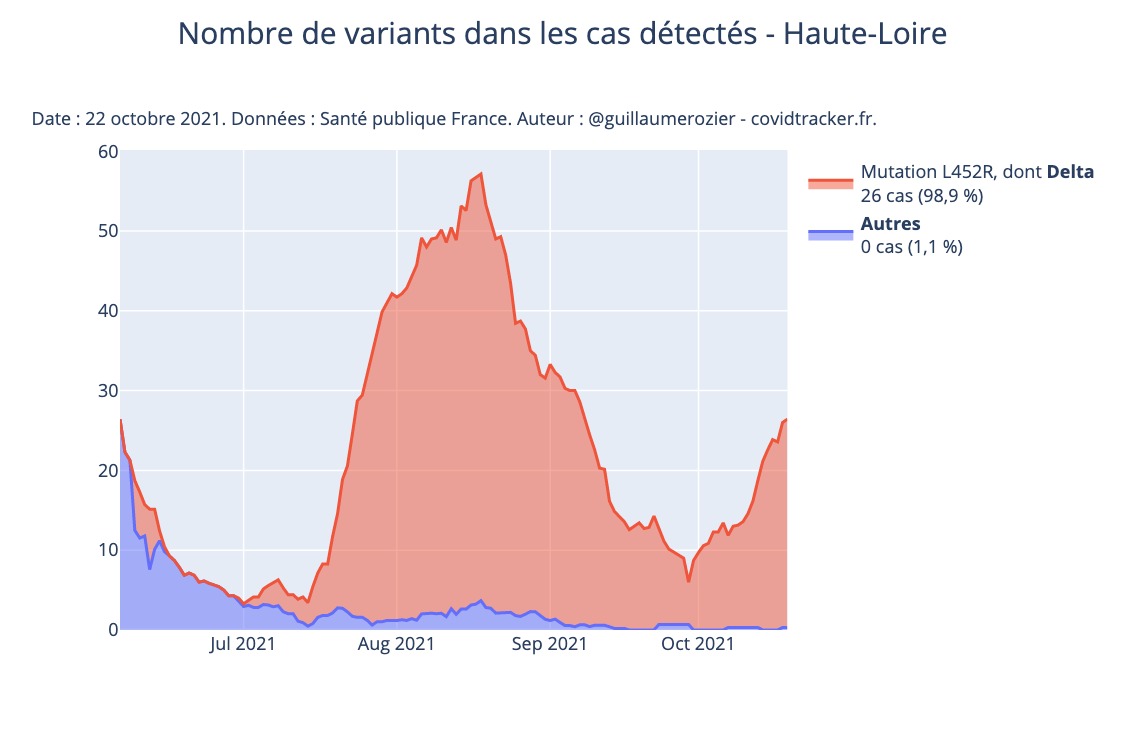 Nombre de variants dans les cas détectés - Haute-Loire
Date : 22 octobre 2021. Données : Santé publique France. Auteur : @guillaumerozier - covidtracker.fr.
60
50
40
30
20
10
0
Jul 2021
Aug 2021
Sep 2021
Oct 2021
Mutation L452R, dont Delta
26 cas (98,9 %)
Autres
0 cas (1,1 %)